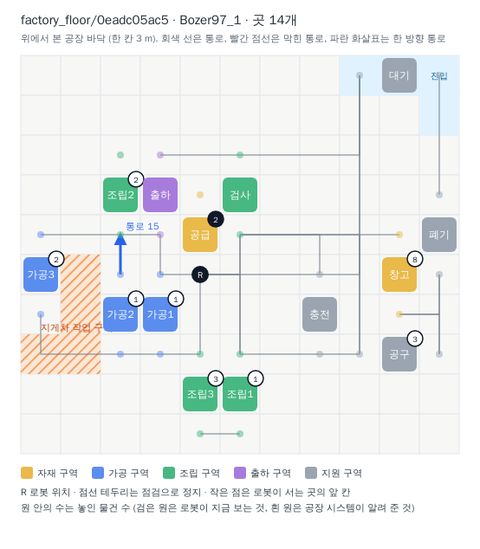 factory_floor/0eadc05ac5 · Bozer97_1 · 곳 14개
위에서 본 공장 바닥 (한 칸 3 m). 회색 선은 통로, 빨간 점선은 막힌 통로, 파란 화살표는 한 방향 통로
대기
전립
조립2
2
출하
검사
통로 15
공급
2
폐기
가공3
2
R
창고
8
가공2
1
가공1
1
충전
지게차 작업 구
공구
3
조립3
3
조립1
1
자재 구역
가공 구역
조립 구역
출하 구역
지원 구역
R 로봇 위치 · 점선 테두리는 점검으로 정지 · 작은 점은 로봇이 서는 곳의 앞 칸
원 안의 수는 놓인 물건 수 (검은 원은 로봇이 지금 보는 것, 흰 원은 공장 시스템이 알려 준 것)